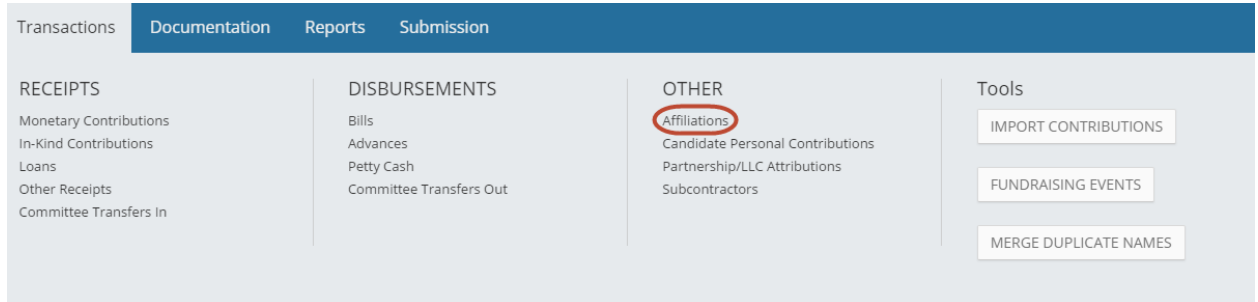 Transactions Documentation Reports Submission
RECEIPTS
Monetary Contributions
In-Kind Contributions
Loans
Other Receipts
Committee Transfers In
DISBURSEMENTS
Bills
Advances
Petty Cash
Committee Transfers Out
OTHER
Affiliations
Candidate Personal Contributions
Partnership/LLC Attributions
Subcontractors
Tools
IMPORT CONTRIBUTIONS
FUNDRAISING EVENTS
MERGE DUPLICATE NAMES